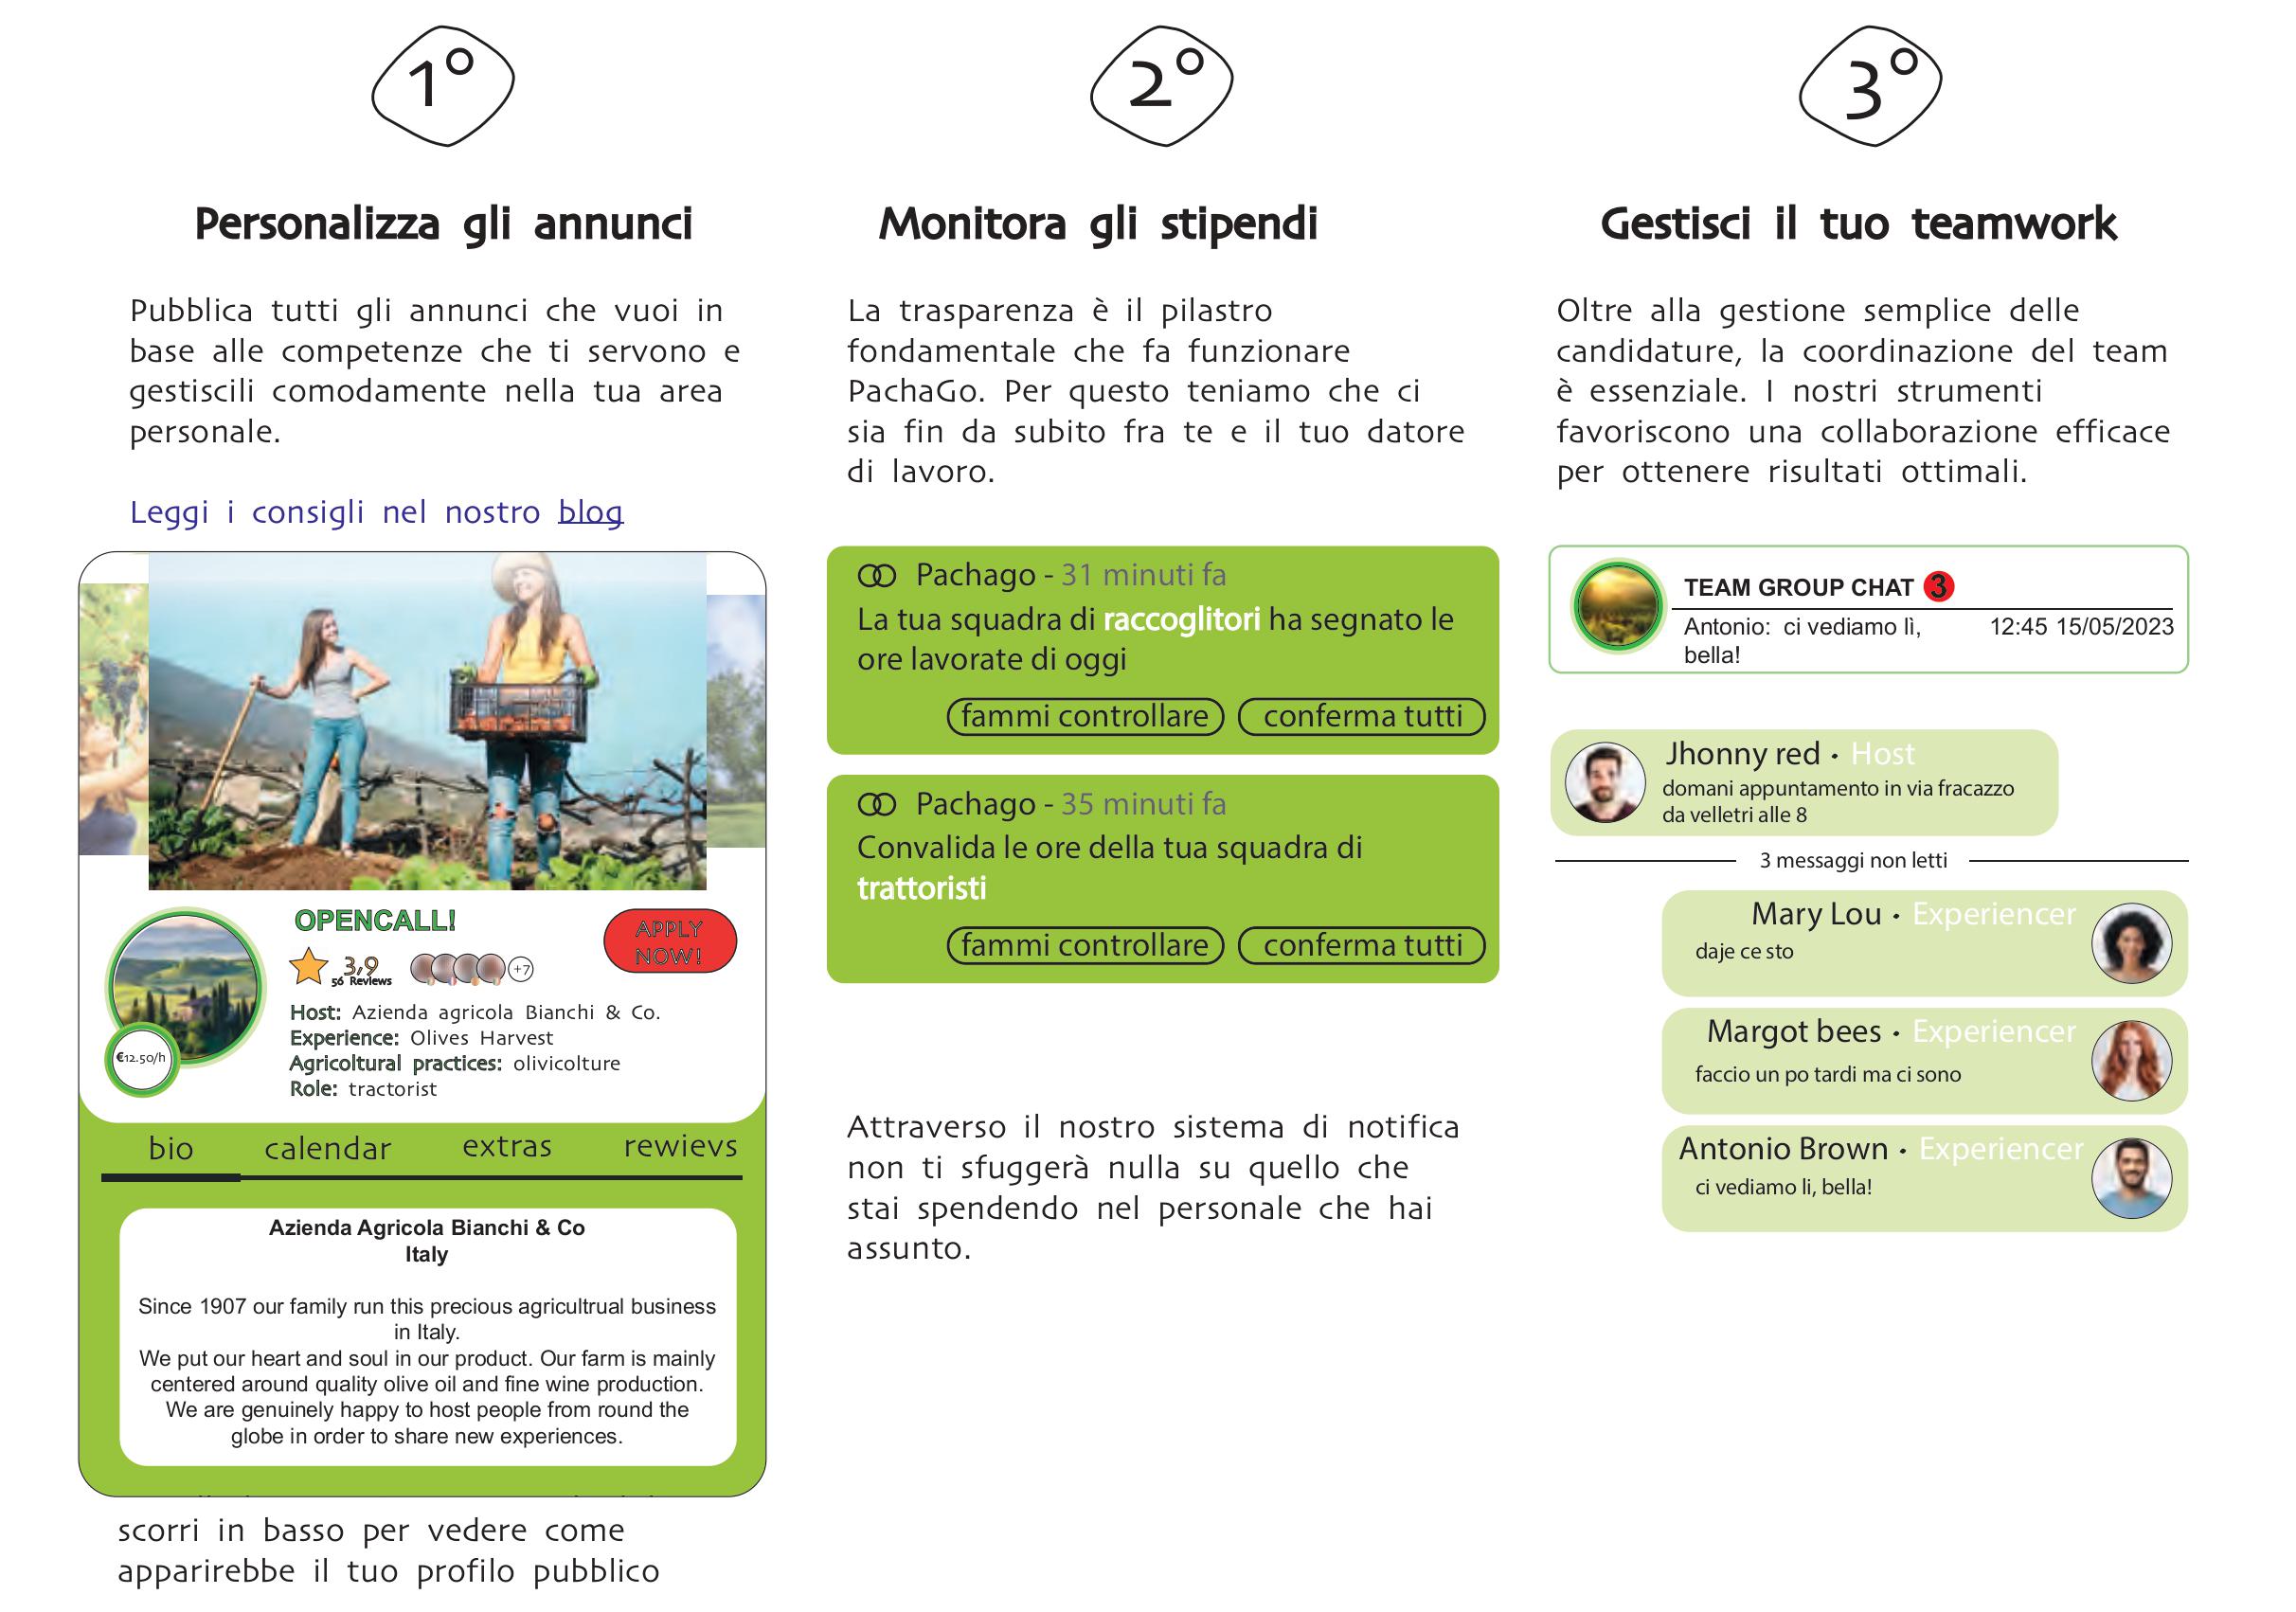 1°
Personalizza gli annunci
Pubblica tutti gli annunci che vuoi in
base alle competenze che ti servono e
gestiscili comodamente nella tua area
personale.
Leggi i consigli nel nostro blog
OPENCALL!
APPLY
NOW!
3,9
56 Reviews
+7
Host: Azienda agricola Bianchi & Co.
Experience: Olives Harvest
Agricoltural practices: olivicolture
Role: tractorist
€12.50/h
bio calendar extras rewievs
Azienda Agricola Bianchi & Co
Italy
Since 1907 our family run this precious agricultrual business
in Italy.
We put our heart and soul in our product. Our farm is mainly
centered around quality olive oil and fine wine production.
We are genuinely happy to host people from round the
globe in order to share new experiences.
scorri in basso per vedere come
apparirebbe il tuo profilo pubblico
2°
Monitora gli stipendi
La trasparenza è il pilastro
fondamentale che fa funzionare
PachaGo. Per questo teniamo che ci
sia fin da subito fra te e il tuo datore
di lavoro.
Pachago - 31 minuti fa
La tua squadra di raccoglitori ha segnato le
ore lavorate di oggi
fammi controllare conferma tutti
Pachago - 35 minuti fa
Convalida le ore della tua squadra di
trattoristi
fammi controllare conferma tutti
Attraverso il nostro sistema di notifica
non ti sfuggerà nulla su quello che
stai spendendo nel personale che hai
assunto.
3°
Gestisci il tuo teamwork
Oltre alla gestione semplice delle
candidature, la coordinazione del team
è essenziale. I nostri strumenti
favoriscono una collaborazione efficace
per ottenere risultati ottimali.
TEAM GROUP CHAT 3
Antonio: ci vediamo lì, 12:45 15/05/2023
bella!
Jhonny red • Host
domani appuntamento in via fracazzo
da velletri alle 8
3 messaggi non letti
Mary Lou • Experiencer
daje ce sto
Margot bees • Experiencer
faccio un po tardi ma ci sono
Antonio Brown • Experiencer
ci vediamo li, bella!